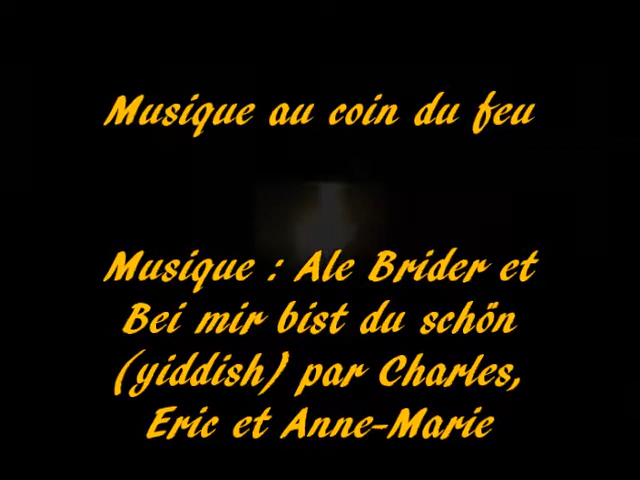 Musique au coin du feu
Musique : Ale Brider et
Bei mir bist du schön
(yiddish) par Charles,
Eric et Anne-Marie